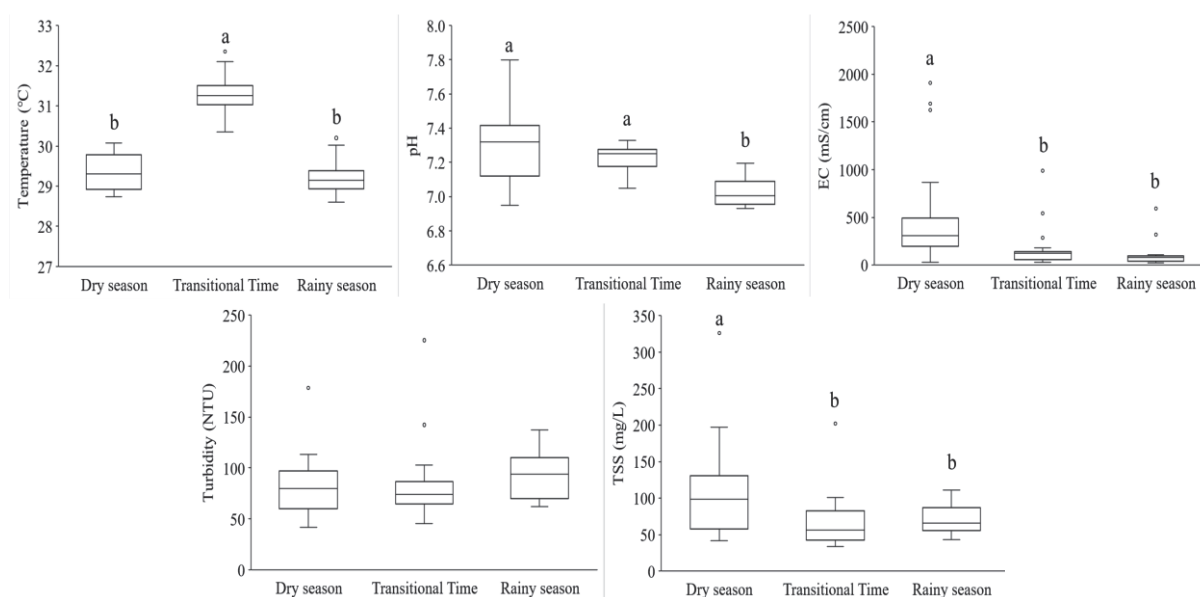 33
32
31
30
29
28
27
Temperature (°C)
b
a
b
Dry season
Transitional Time
Rainy season
8.0
7.8
7.6
7.4
7.2
7.0
6.8
6.6
pH
a
a
b
Dry season
Transitional Time
Rainy season
2500
2000
1500
1000
500
0
EC (mS/cm)
a
b
b
Dry season
Transitional Time
Rainy season
250
200
150
100
50
0
Turbidity (NTU)
Dry season
Transitional Time
Rainy season
350
300
250
200
150
100
50
0
TSS (mg/L)
a
b
b
Dry season
Transitional Time
Rainy season